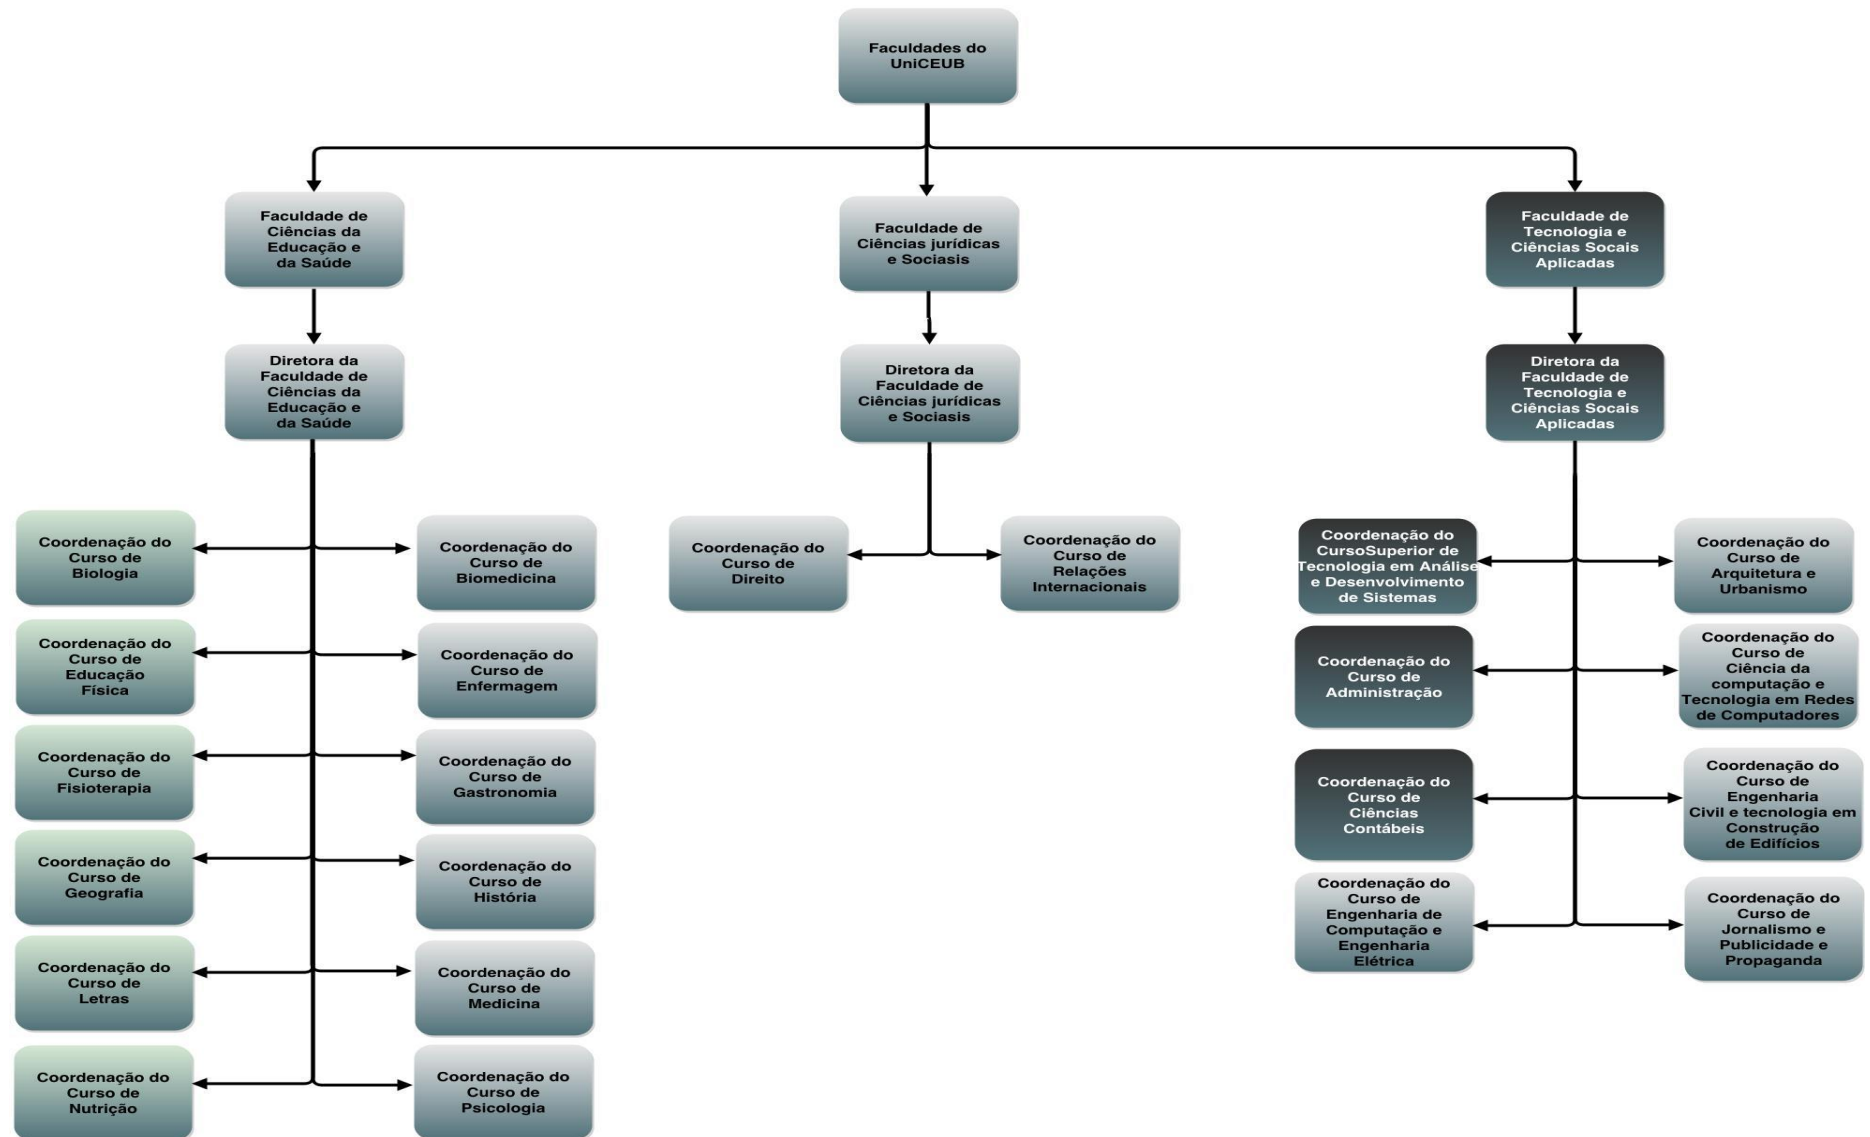 Faculdades do
UniCEUB
Faculdade de
Ciências da
Educação e
da Saúde
Faculdade de
Ciências jurídicas
e Sociasis
Faculdade de
Tecnologia e
Ciências Socais
Aplicadas
Diretora da
Faculdade de
Ciências da
Educação e
da Saúde
Diretora da
Faculdade de
Ciências jurídicas
e Sociasis
Diretora da
Faculdade de
Tecnologia e
Ciências Socais
Aplicadas
Coordenação do
Curso de
Biologia
Coordenação do
Curso de
Biomedicina
Coordenação do
Curso de
Educação
Física
Coordenação do
Curso de
Enfermagem
Coordenação do
Curso de
Fisioterapia
Coordenação do
Curso de
Gastronomia
Coordenação do
Curso de
Geografia
Coordenação do
Curso de
História
Coordenação do
Curso de
Letras
Coordenação do
Curso de
Medicina
Coordenação do
Curso de
Nutrição
Coordenação do
Curso de
Psicologia
Coordenação do
Curso de
Direito
Coordenação do
Curso de
Relações
Internacionais
Coordenação do
CursoSuperior de
Tecnologia em Análise
e Desenvolvimento
de Sistemas
Coordenação do
Curso de
Arquitetura e
Urbanismo
Coordenação do
Curso de
Administração
Coordenação do
Curso de
Ciência da
computação e
Tecnologia em Redes
de Computadores
Coordenação do
Curso de
Ciências
Contábeis
Coordenação do
Curso de
Engenharia
Civil e tecnologia em
Construção
de Edifícios
Coordenação do
Curso de
Engenharia de
Computação e
Engenharia
Elétrica
Coordenação do
Curso de
Jornalismo e
Publicidade e
Propaganda